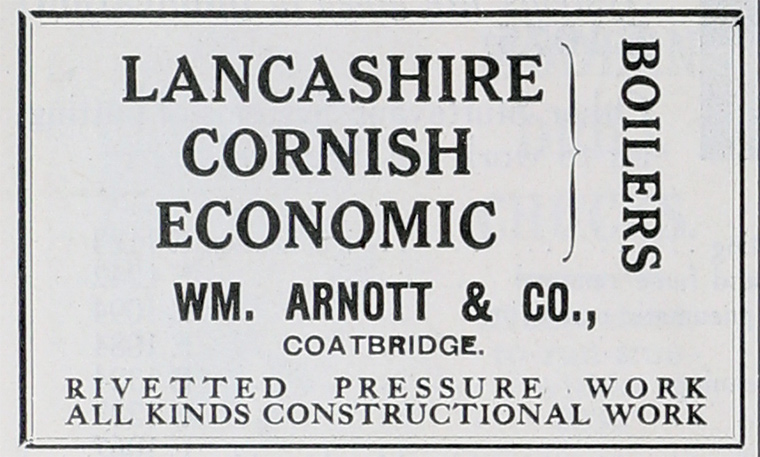 LANCASHIRE
CORNISH
ECONOMIC
BOILERS
WM. ARNOTT & CO.,
COATBRIDGE.
RIVETTED PRESSURE WORK
ALL KINDS CONSTRUCTIONAL WORK